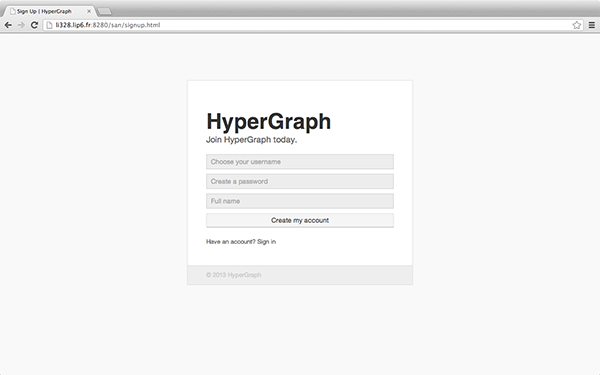 Sign Up | HyperGraph
li328.lip6.fr:8280/san/signup.html
HyperGraph
Join HyperGraph today.
Choose your username
Create a password
Full name
Create my account
Have an account? Sign in
© 2013 HyperGraph